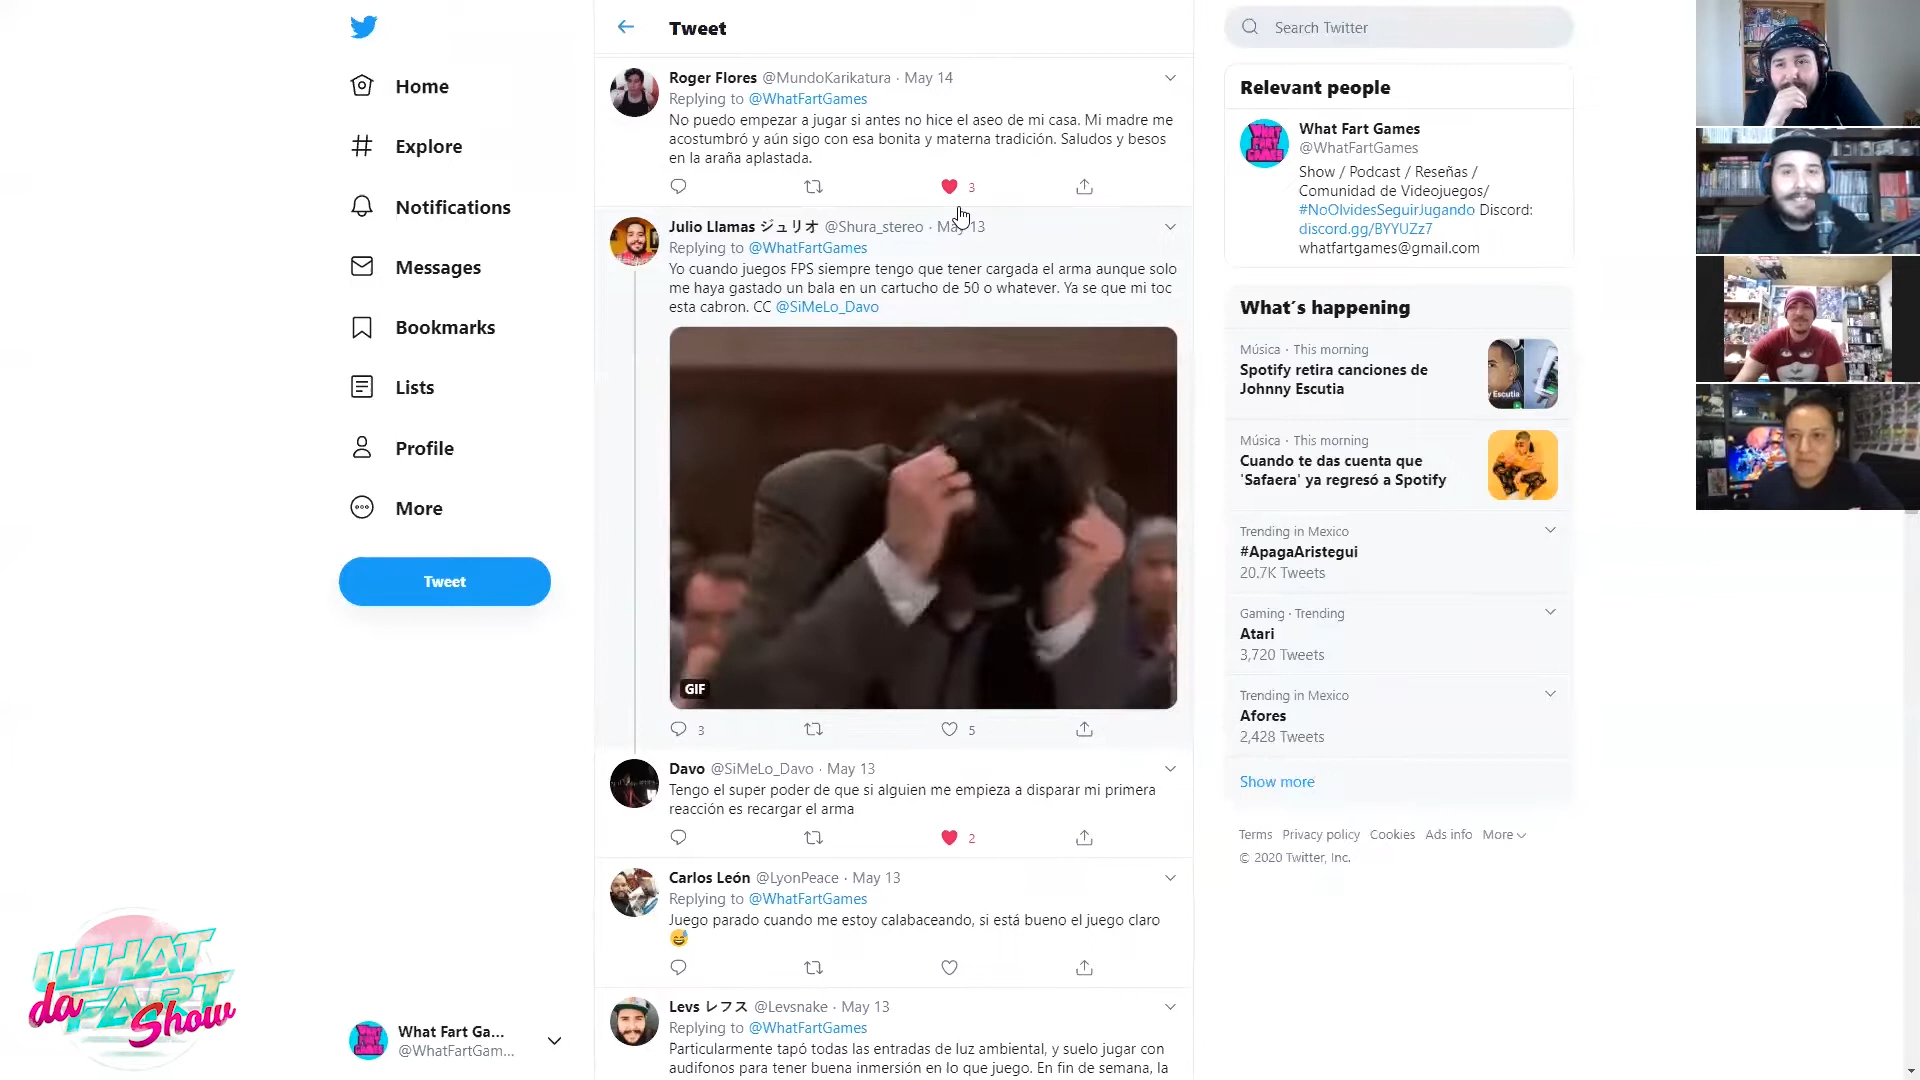 Home
Explore
Notifications
Messages
Bookmarks
Lists
Profile
More
Tweet
What Fart Ga...
@WhatFartGam...
WHAT
da FART
Show
Tweet
Roger Flores @MundoKarikatura · May 14
Replying to @WhatFartGames
No puedo empezar a jugar si antes no hice el aseo de mi casa. Mi madre me
acostumbró y aún sigo con esa bonita y materna tradición. Saludos y besos
en la araña aplastada.
3
Julio Llamas ジュリオ @Shura_stereo · May 13
Replying to @WhatFartGames
Yo cuando juegos FPS siempre tengo que tener cargada el arma aunque solo
me haya gastado un bala en un cartucho de 50 o whatever. Ya se que mi toc
esta cabron. CC @SiMeLo_Davo
GIF
3 5
Davo @SiMeLo_Davo · May 13
Tengo el super poder de que si alguien me empieza a disparar mi primera
reacción es recargar el arma
2
Carlos León @LyonPeace · May 13
Replying to @WhatFartGames
Juego parado cuando me estoy calabaceando, si está bueno el juego claro
😅
Levs レフス @Levsnake · May 13
Replying to @WhatFartGames
Particularmente tapó todas las entradas de luz ambiental, y suelo jugar con
audifonos para tener buena inmersión en lo que juego. En fin de semana, la
Search Twitter
Relevant people
WHAT FART GAMES
What Fart Games
@WhatFartGames
Show / Podcast / Reseñas /
Comunidad de Videojuegos/
#NoOlvidesSeguirJugando Discord:
discord.gg/BYYUZz7
whatfartgames@gmail.com
What's happening
Música · This morning
Spotify retira canciones de
Johnny Escutia
y Escutia
Música · This morning
Cuando te das cuenta que
'Safaera' ya regresó a Spotify
Trending in Mexico
#ApagaAristegui
20.7K Tweets
Gaming · Trending
Atari
3,720 Tweets
Trending in Mexico
Afores
2,428 Tweets
Show more
Terms Privacy policy Cookies Ads info More
© 2020 Twitter, Inc.